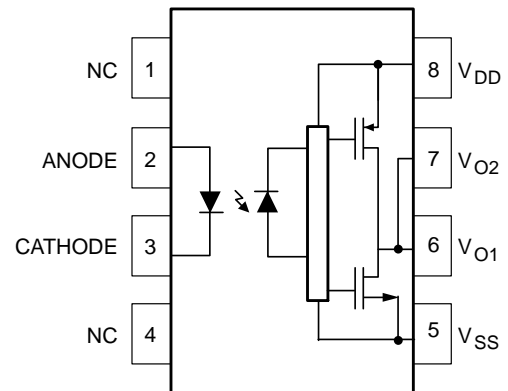 NC 1
ANODE 2
CATHODE 3
NC 4
8 VDD
7 VO2
6 VO1
5 VSS